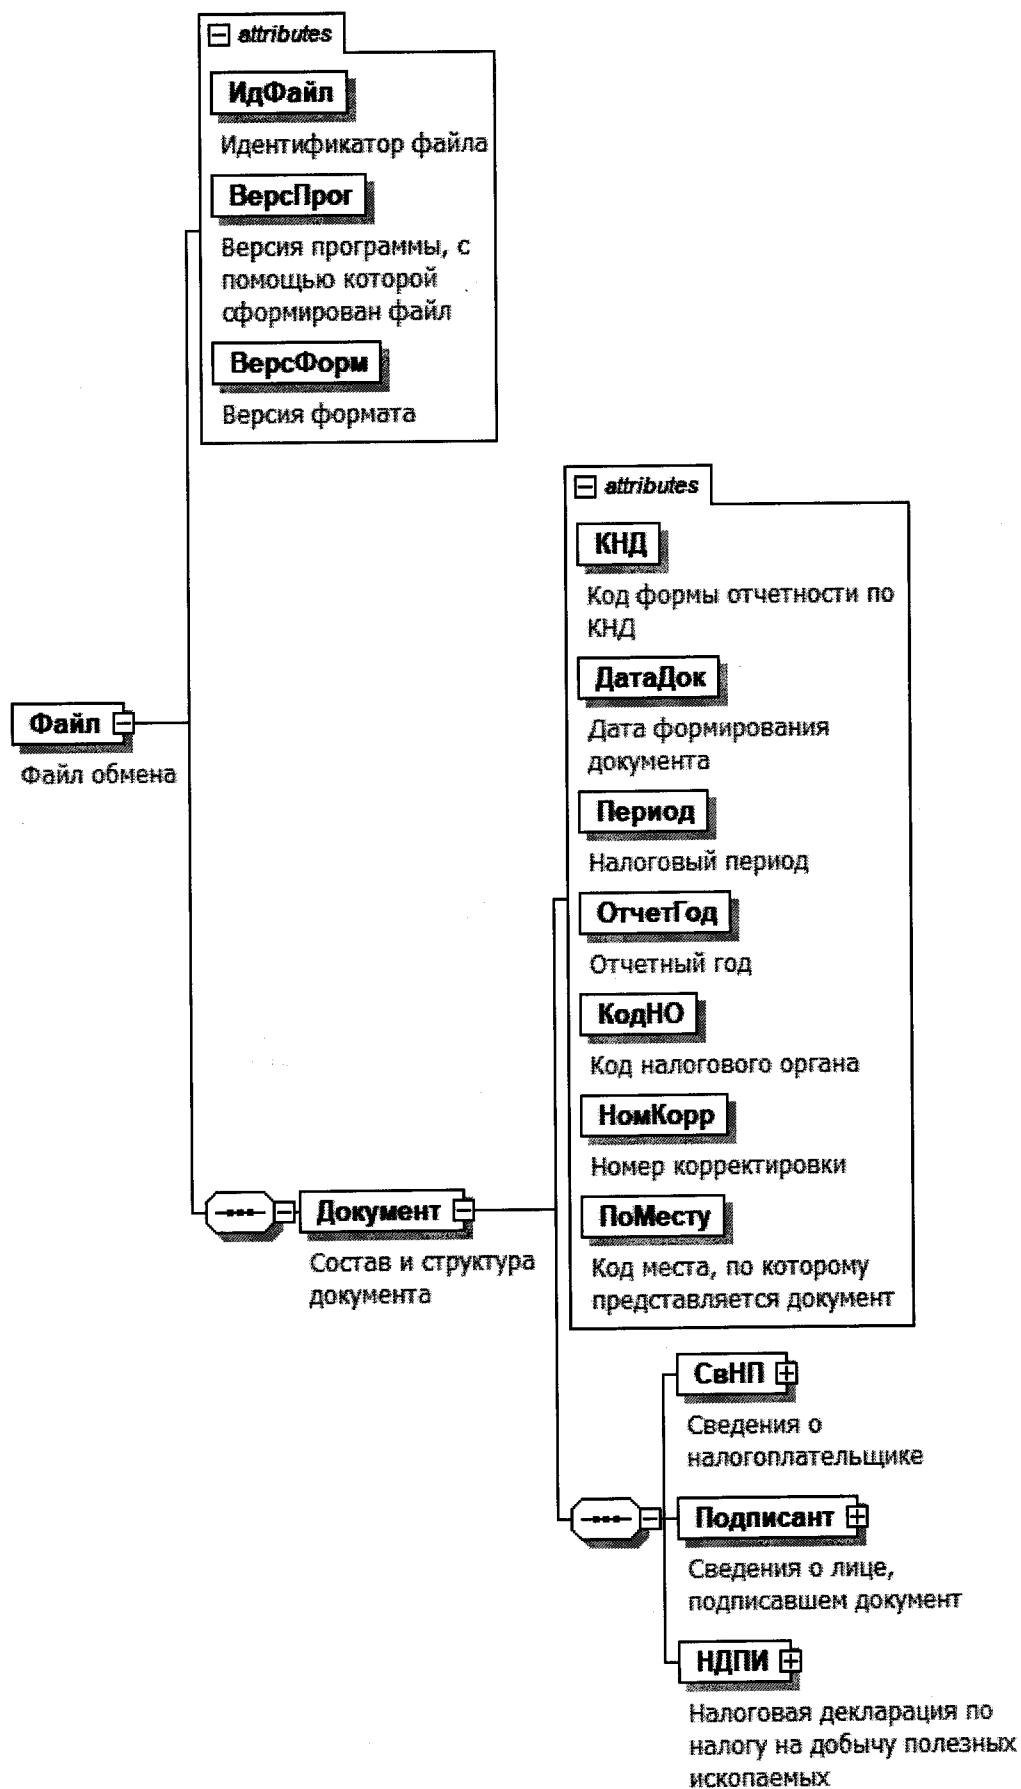 attributes
ИдФайл
Идентификатор файла
ВерсПрог
Версия программы, с
помощью которой
сформирован файл
ВерсФорм
Версия формата
attributes
КНД
Код формы отчетности по
КНД
ДатаДок
Дата формирования
документа
Период
Налоговый период
ОтчетГод
Отчетный год
КодНО
Код налогового органа
НомКорр
Номер корректировки
ПоМесту
Код места, по которому
представляется документ
Файл
Файл обмена
Документ
Состав и структура
документа
СвНП
Сведения о
налогоплательщике
Подписант
Сведения о лице,
подписавшем документ
НДПИ
Налоговая декларация по
налогу на добычу полезных
ископаемых